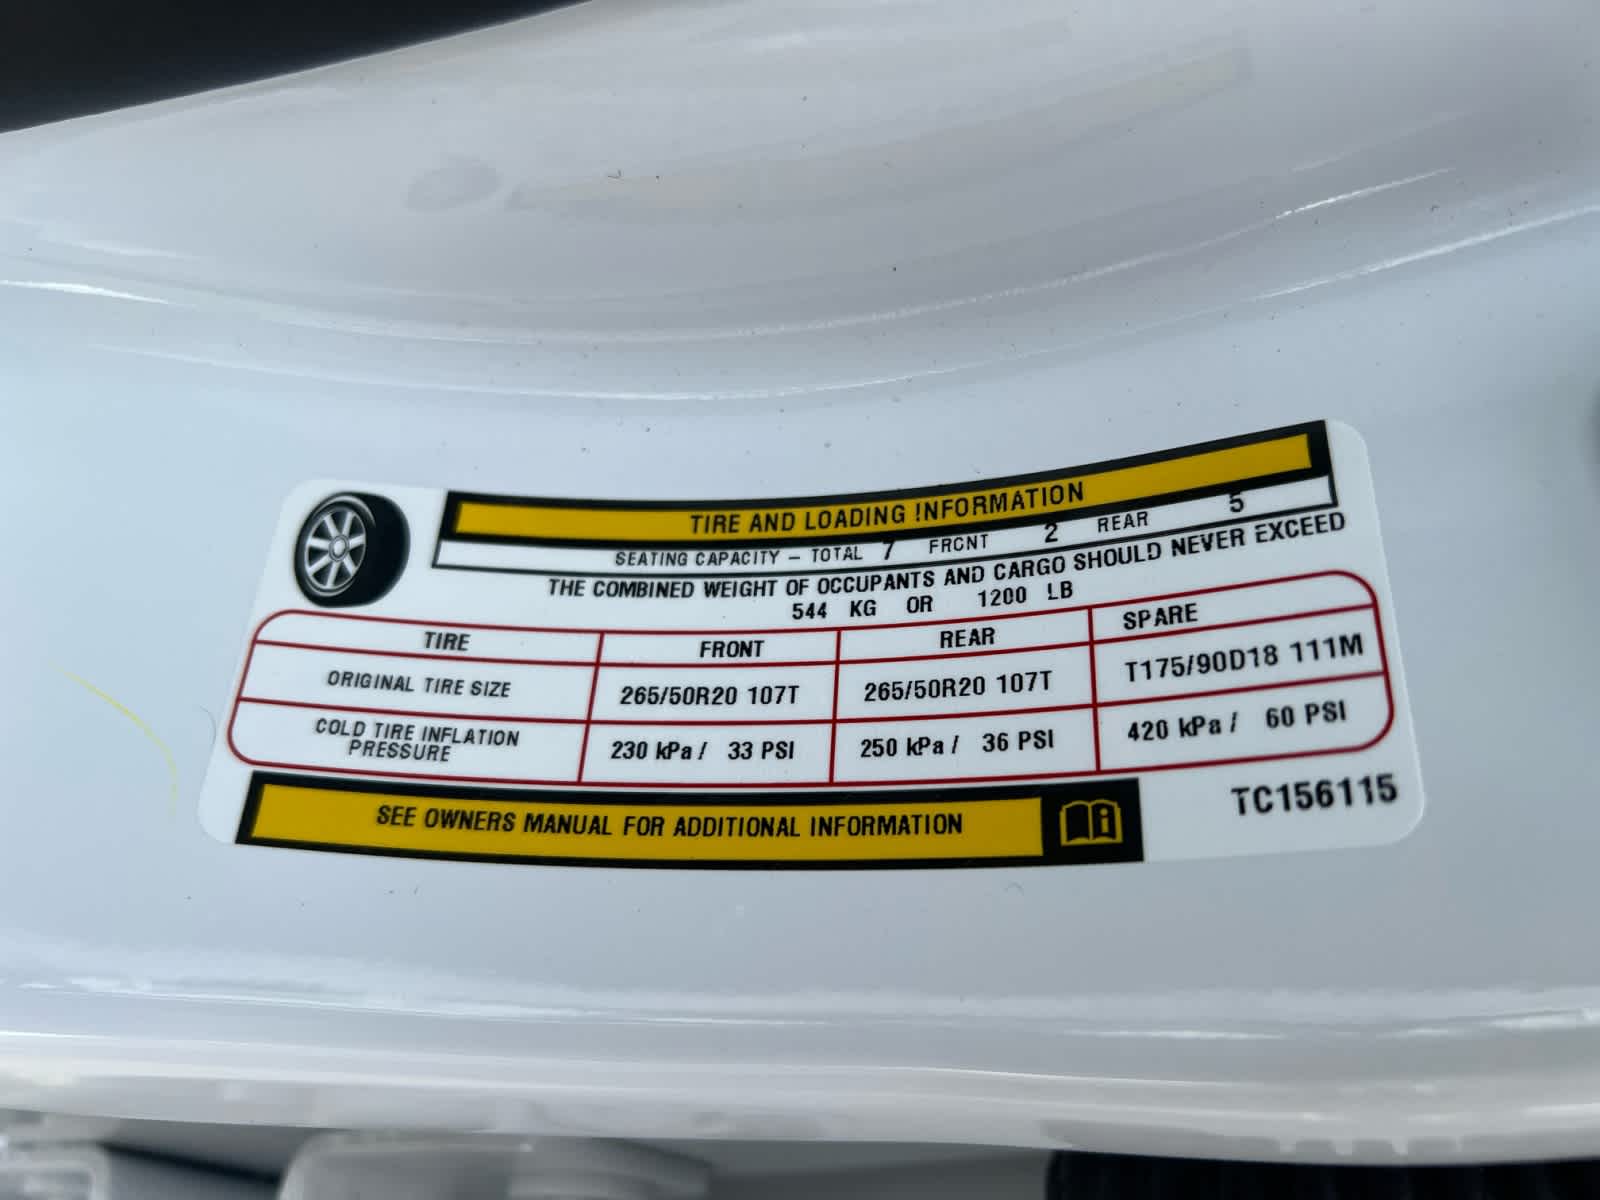 TIRE AND LOADING INFORMATION
SEATING CAPACITY – TOTAL 7 FRONT 2 REAR 5
THE COMBINED WEIGHT OF OCCUPANTS AND CARGO SHOULD NEVER EXCEED
544 KG OR 1200 LB
TIRE FRONT REAR SPARE
ORIGINAL TIRE SIZE 265/50R20 107T 265/50R20 107T T175/90D18 111M
COLD TIRE INFLATION
PRESSURE 230 kPa / 33 PSI 250 kPa / 36 PSI 420 kPa / 60 PSI
SEE OWNERS MANUAL FOR ADDITIONAL INFORMATION
TC156115